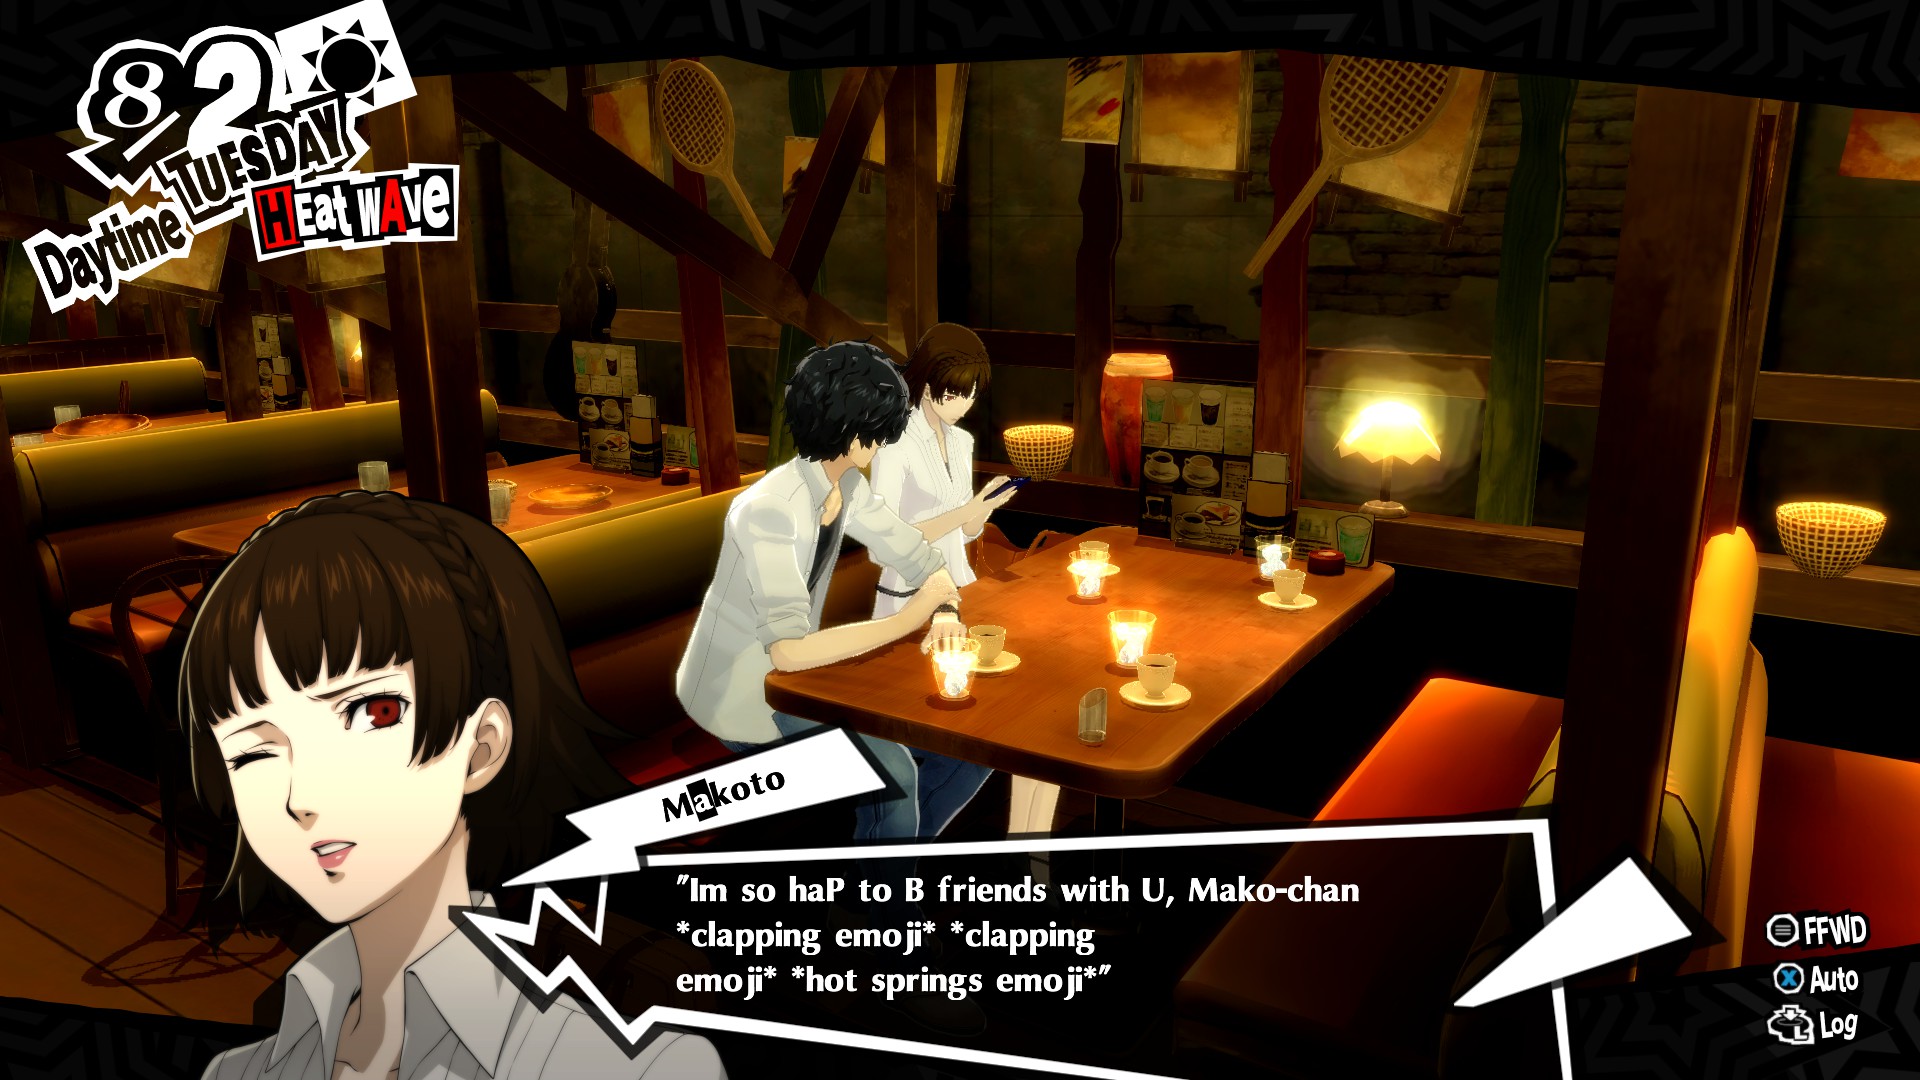 8/2
TUESDAY
Daytime
HEat wAve
Makoto
"Im so haP to B friends with U, Mako-chan
*clapping emoji* *clapping
emoji* *hot springs emoji*"
FFWD
X Auto
L Log